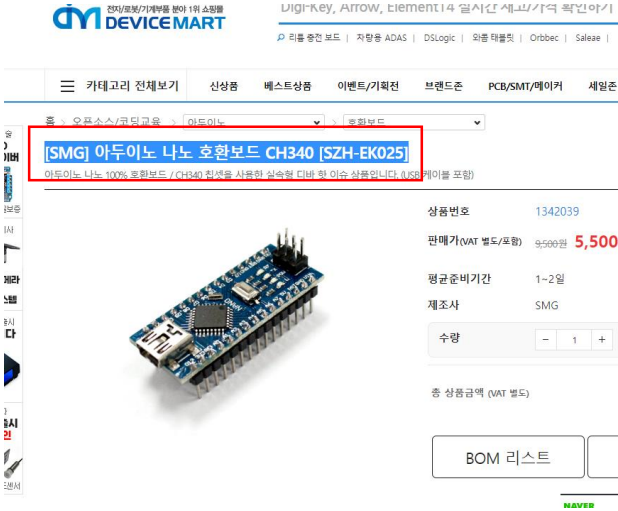 전자/로봇/기계부품 분야 1위 쇼핑몰
DEVICE MART
Digi-Key, Arrow, Element14 실시간 재고/가격 확인하기
리튬 충전 보드 | 차량용 ADAS | DSLogic | 와콤 태블릿 | Orbbec | Saleae |
카테고리 전체보기 신상품 베스트상품 이벤트/기획전 브랜드존 PCB/SMT/메이커 세일존
홈 > 오픈소스/코딩교육 > 아두이노 > 호환보드
[SMG] 아두이노 나노 호환보드 CH340 [SZH-EK025]
아두이노 나노 100% 호환보드 / CH340 칩셋을 사용한 실속형 디바 핫 이슈 상품입니다. (USB 케이블 포함)
상품번호 1342039
판매가(VAT 별도/포함) 9,500원 5,500
평균준비기간 1~2일
제조사 SMG
수량 - 1 +
총 상품금액 (VAT 별도)
BOM 리스트
NAVER